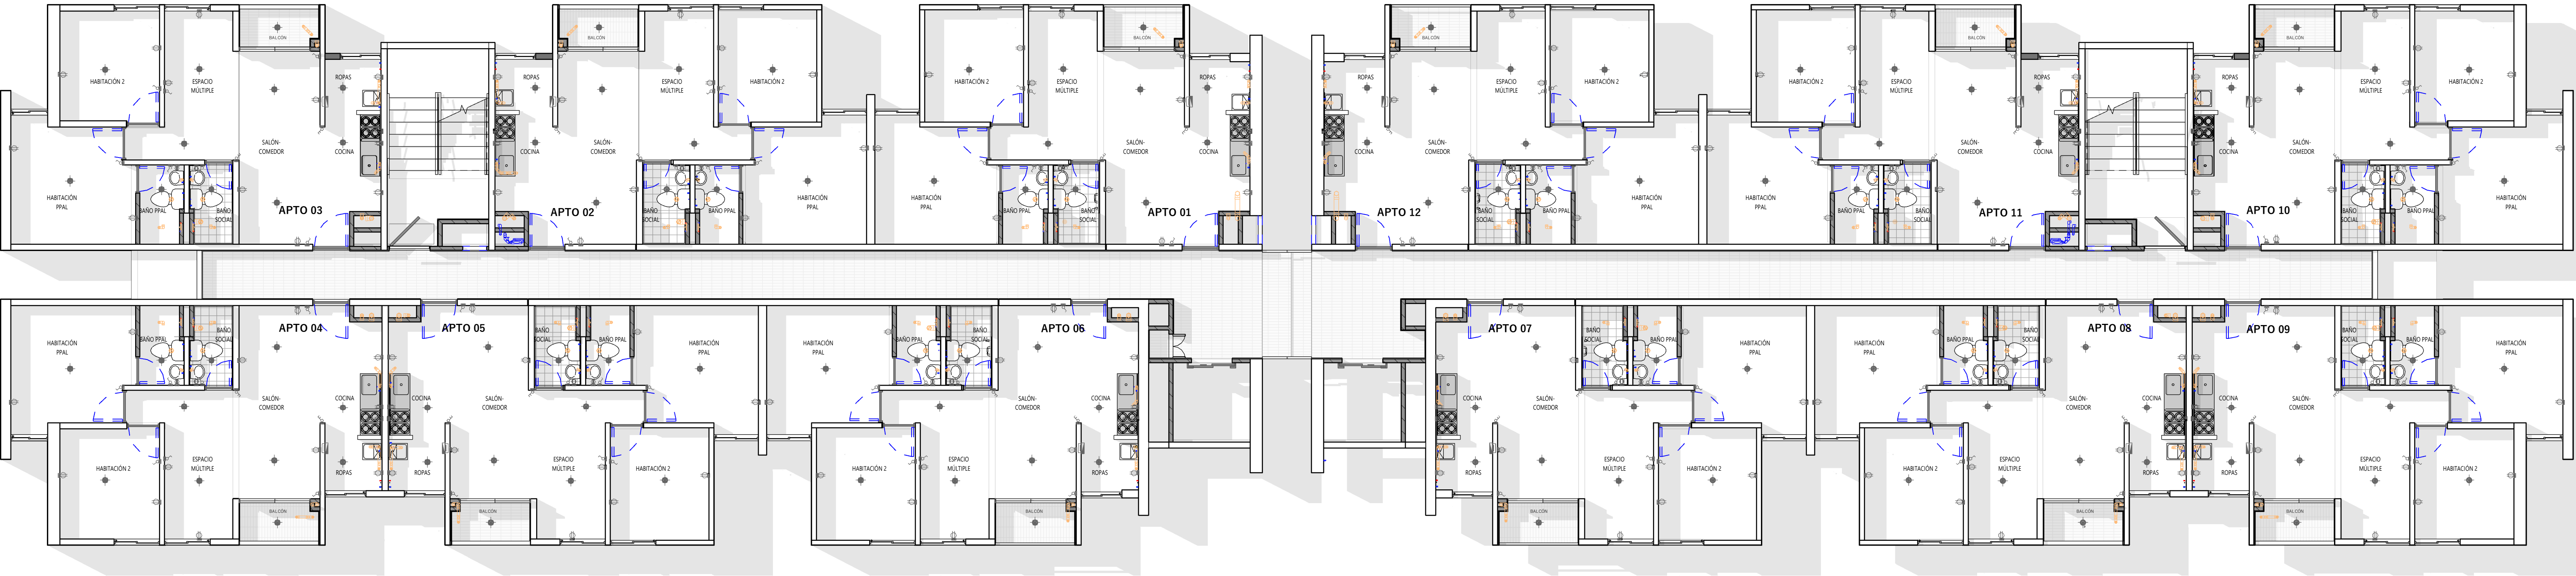 BALCÓN
BALCÓN
BALCÓN
BALCÓN
BALCÓN
BALCÓN
HABITACIÓN 2
ESPACIO
MÚLTIPLE
ROPAS
ROPAS
ESPACIO
MÚLTIPLE
HABITACIÓN 2
HABITACIÓN 2
ESPACIO
MÚLTIPLE
ROPAS
ROPAS
ESPACIO
MÚLTIPLE
HABITACIÓN 2
HABITACIÓN 2
ESPACIO
MÚLTIPLE
ROPAS
ROPAS
ESPACIO
MÚLTIPLE
HABITACIÓN 2
SALÓN-
COMEDOR
COCINA
COCINA
SALÓN-
COMEDOR
SALÓN-
COMEDOR
COCINA
COCINA
SALÓN-
COMEDOR
SALÓN-
COMEDOR
COCINA
COCINA
SALÓN-
COMEDOR
HABITACIÓN
PPAL
BAÑO PPAL
BAÑO
SOCIAL
APTO 03
APTO 02
BAÑO
SOCIAL
BAÑO PPAL
HABITACIÓN
PPAL
HABITACIÓN
PPAL
BAÑO PPAL
BAÑO
SOCIAL
APTO 01
APTO 12
BAÑO
SOCIAL
BAÑO PPAL
HABITACIÓN
PPAL
HABITACIÓN
PPAL
BAÑO PPAL
BAÑO
SOCIAL
APTO 11
APTO 10
BAÑO
SOCIAL
BAÑO PPAL
HABITACIÓN
PPAL
HABITACIÓN
PPAL
BAÑO PPAL
BAÑO
SOCIAL
APTO 04
APTO 05
BAÑO
SOCIAL
BAÑO PPAL
HABITACIÓN
PPAL
HABITACIÓN
PPAL
BAÑO PPAL
BAÑO
SOCIAL
APTO 06
APTO 07
BAÑO
SOCIAL
BAÑO PPAL
HABITACIÓN
PPAL
HABITACIÓN
PPAL
BAÑO PPAL
BAÑO
SOCIAL
APTO 08
APTO 09
BAÑO
SOCIAL
BAÑO PPAL
HABITACIÓN
PPAL
SALÓN-
COMEDOR
COCINA
COCINA
SALÓN-
COMEDOR
SALÓN-
COMEDOR
COCINA
COCINA
SALÓN-
COMEDOR
SALÓN-
COMEDOR
COCINA
COCINA
SALÓN-
COMEDOR
HABITACIÓN 2
ESPACIO
MÚLTIPLE
ROPAS
ROPAS
ESPACIO
MÚLTIPLE
HABITACIÓN 2
HABITACIÓN 2
ESPACIO
MÚLTIPLE
ROPAS
ROPAS
ESPACIO
MÚLTIPLE
HABITACIÓN 2
HABITACIÓN 2
ESPACIO
MÚLTIPLE
ROPAS
ROPAS
ESPACIO
MÚLTIPLE
HABITACIÓN 2
BALCÓN
BALCÓN
BALCÓN
BALCÓN
BALCÓN
BALCÓN